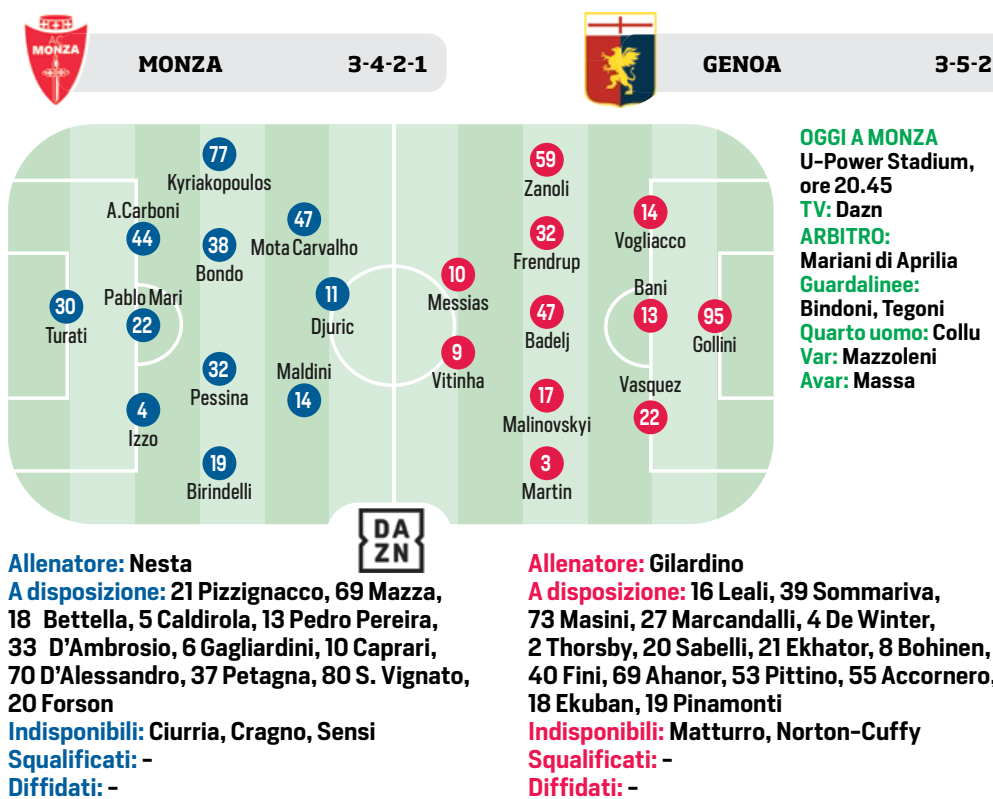 AC
MONZA
MONZA 3-4-2-1
GENOA 3-5-2
77
Kyriakopoulos
A.Carboni
44
47
Mota Carvalho
38
Bondo
30
Turati
Pablo Mari
22
11
Djuric
32
Pessina
Maldini
14
4
Izzo
19
Birindelli
59
Zanoli
14
Vogliacco
32
Frendrup
10
Messias
Bani
13
47
Badelj
95
Gollini
9
Vitinha
Vasquez
22
17
Malinovskyi
3
Martin
OGGI A MONZA
U-Power Stadium,
ore 20.45
TV: Dazn
ARBITRO:
Mariani di Aprilia
Guardalinee:
Bindoni, Tegoni
Quarto uomo: Collu
Var: Mazzoleni
Avar: Massa
DA
ZN
Allenatore: Nesta
A disposizione: 21 Pizzignacco, 69 Mazza,
18 Bettella, 5 Caldirola, 13 Pedro Pereira,
33 D'Ambrosio, 6 Gagliardini, 10 Caprari,
70 D'Alessandro, 37 Petagna, 80 S. Vignato,
20 Forson
Indisponibili: Ciurria, Cragno, Sensi
Squalificati: -
Diffidati: -
Allenatore: Gilardino
A disposizione: 16 Leali, 39 Sommariva,
73 Masini, 27 Marcandalli, 4 De Winter,
2 Thorsby, 20 Sabelli, 21 Ekhator, 8 Bohinen,
40 Fini, 69 Ahanor, 53 Pittino, 55 Accornero,
18 Ekuban, 19 Pinamonti
Indisponibili: Matturro, Norton-Cuffy
Squalificati: -
Diffidati: -